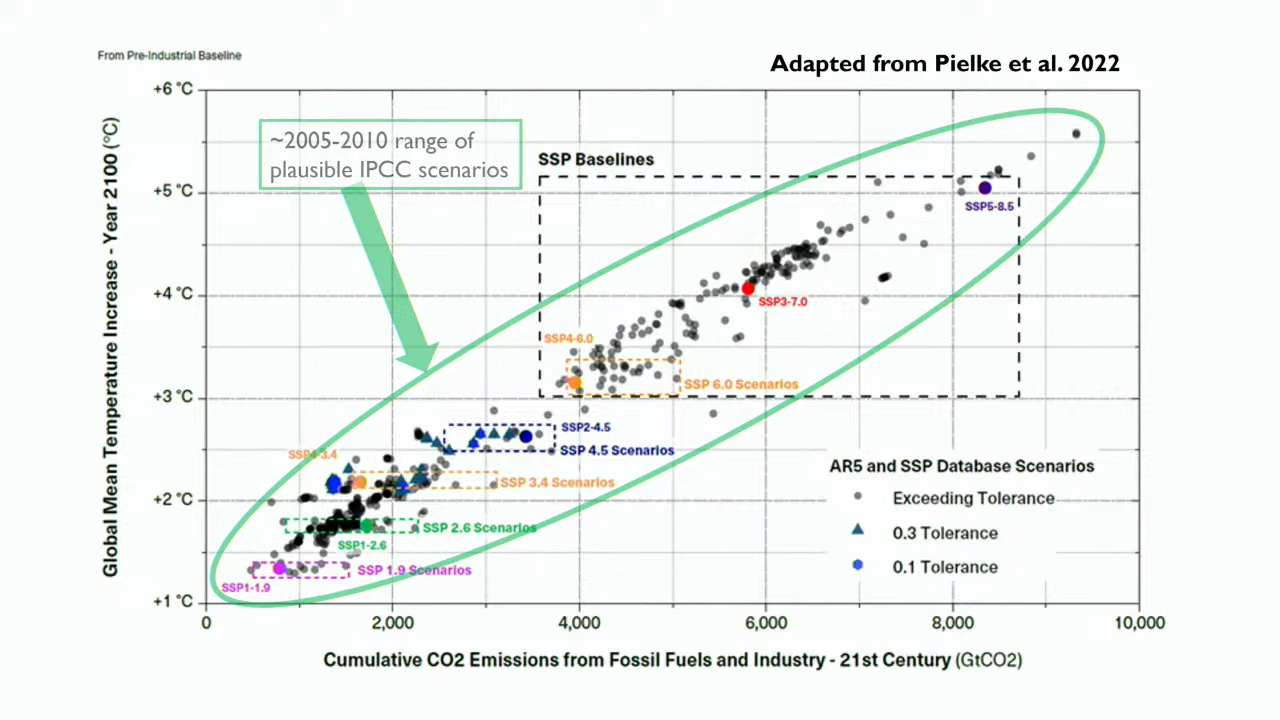 From Pre-Industrial Baseline
Adapted from Pielke et al. 2022
+6 °C
+5 °C
+4 °C
+3 °C
+2 °C
+1 °C
Global Mean Temperature Increase - Year 2100 (°C)
~2005-2010 range of
plausible IPCC scenarios
SSP Baselines
SSP5-8.5
SSP3-7.0
SSP4-6.0
SSP 6.0 Scenarios
SSP2-4.5
SSP 4.5 Scenarios
SSP4-3.4
SSP 3.4 Scenarios
SSP 2.6 Scenarios
SSP1-2.6
SSP 1.9 Scenarios
SSP1-1.9
AR5 and SSP Database Scenarios
Exceeding Tolerance
0.3 Tolerance
0.1 Tolerance
0
2,000
4,000
6,000
8,000
10,000
Cumulative CO2 Emissions from Fossil Fuels and Industry - 21st Century (GtCO2)